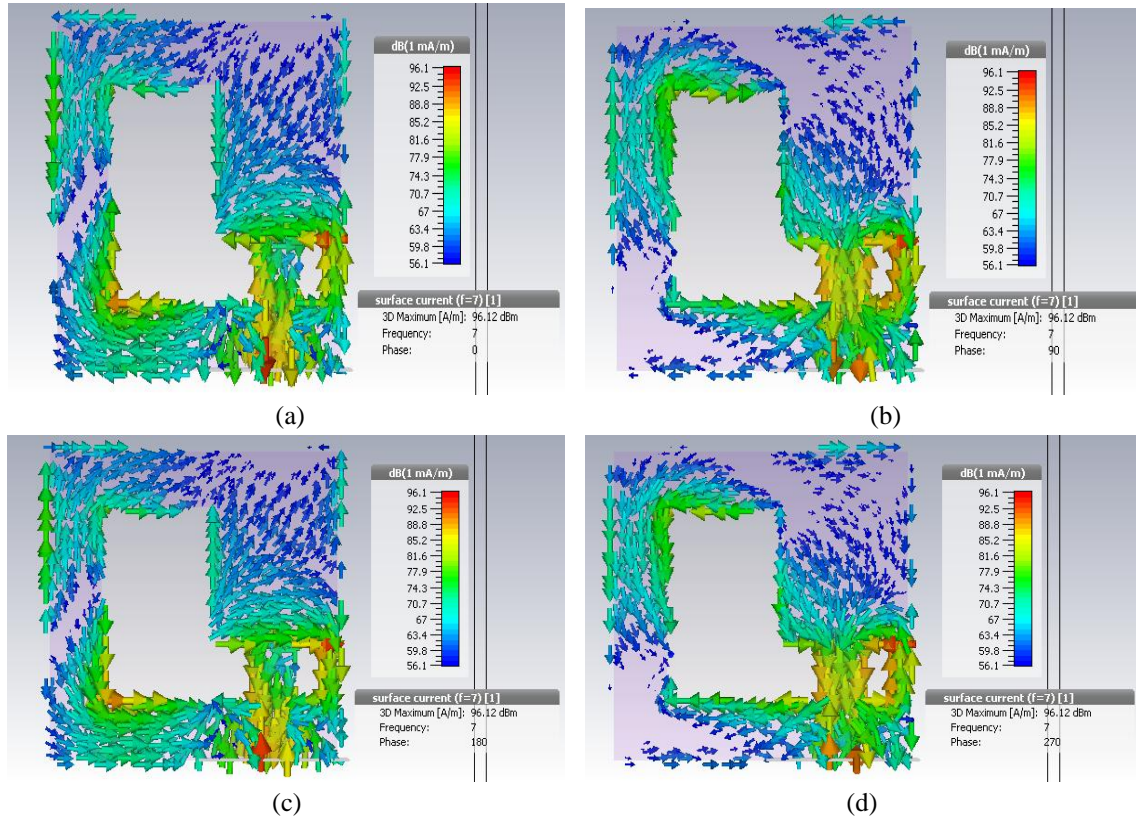 dB(1 mA/m)
96.1
92.5
88.8
85.2
81.6
77.9
74.3
70.7
67
63.4
59.8
56.1
surface current (f=7) [1]
3D Maximum [A/m]: 96.12 dBm
Frequency: 7
Phase: 0
(a)
dB(1 mA/m)
96.1
92.5
88.8
85.2
81.6
77.9
74.3
70.7
67
63.4
59.8
56.1
surface current (f=7) [1]
3D Maximum [A/m]: 96.12 dBm
Frequency: 7
Phase: 90
(b)
dB(1 mA/m)
96.1
92.5
88.8
85.2
81.6
77.9
74.3
70.7
67
63.4
59.8
56.1
surface current (f=7) [1]
3D Maximum [A/m]: 96.12 dBm
Frequency: 7
Phase: 180
(c)
dB(1 mA/m)
96.1
92.5
88.8
85.2
81.6
77.9
74.3
70.7
67
63.4
59.8
56.1
surface current (f=7) [1]
3D Maximum [A/m]: 96.12 dBm
Frequency: 7
Phase: 270
(d)